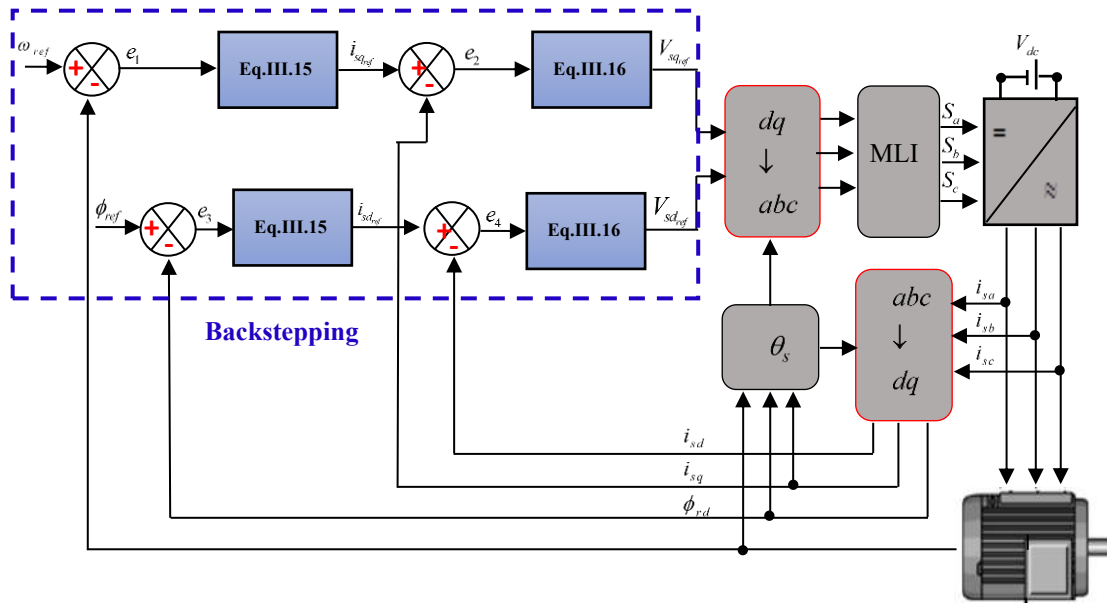 ω_ref
+
-
e_1
Eq.III.15
i_sq_ref
+
-
e_2
Eq.III.16
V_sq_ref
ϕ_ref
+
-
e_3
Eq.III.15
i_sd_ref
+
-
e_4
Eq.III.16
V_sd_ref
Backstepping
dq
↓
abc
MLI
S_a
S_b
S_c
V_dc
=
≈
θ_s
abc
↓
dq
i_sa
i_sb
i_sc
i_sd
i_sq
ϕ_rd